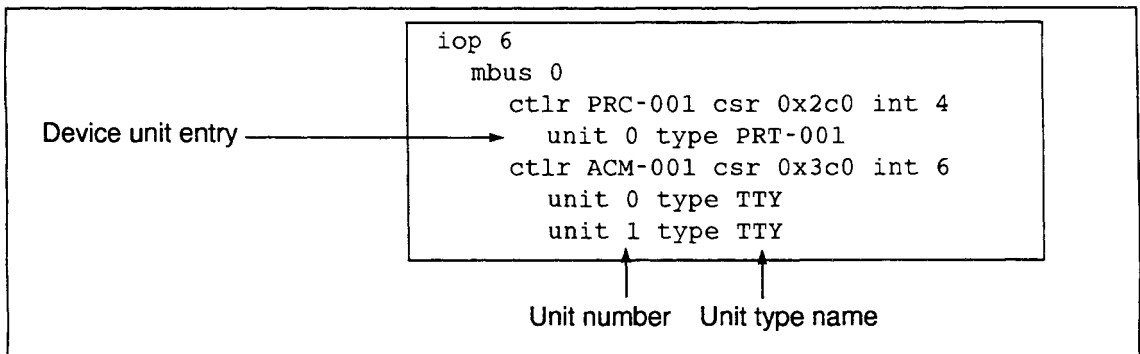 iop 6
mbus 0
ctlr PRC-001 csr 0x2c0 int 4
Device unit entry
unit 0 type PRT-001
ctlr ACM-001 csr 0x3c0 int 6
unit 0 type TTY
unit 1 type TTY
Unit number Unit type name